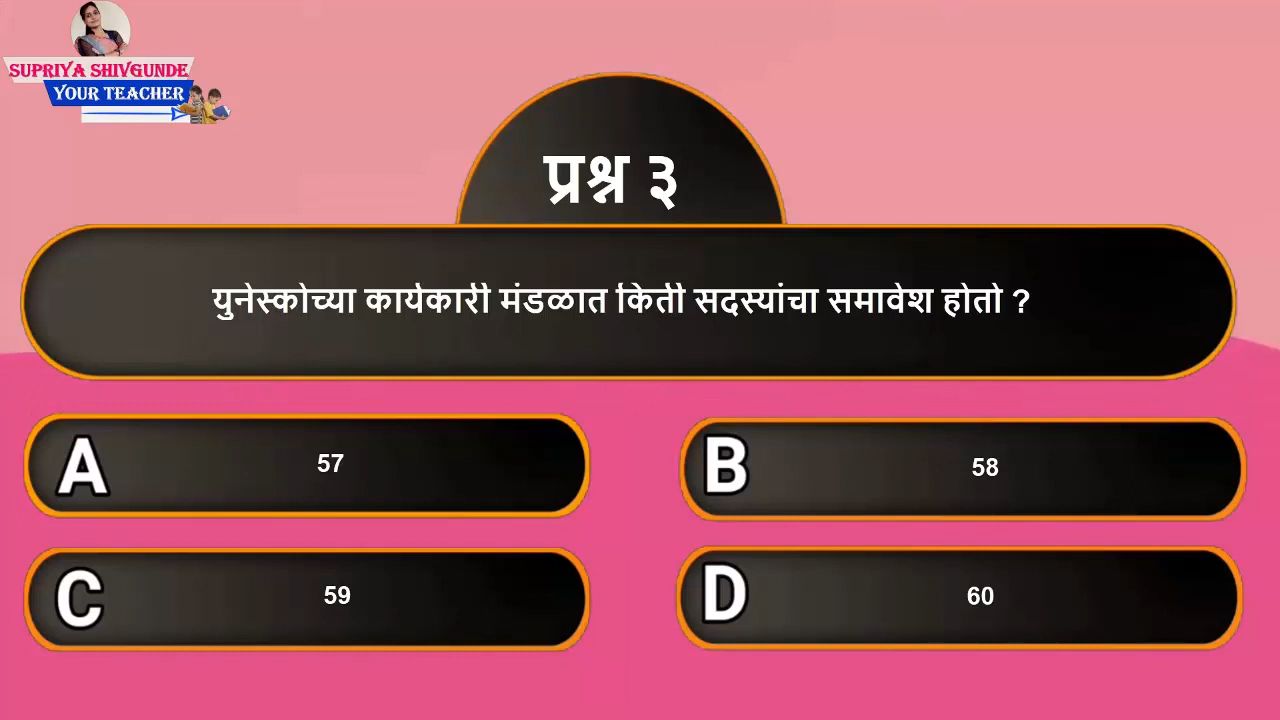 SUPRIYA SHIVGUNDE
YOUR TEACHER
प्रश्न ३
युनेस्कोच्या कार्यकारी मंडळात किती सदस्यांचा समावेश होतो ?
A 57
B 58
C 59
D 60